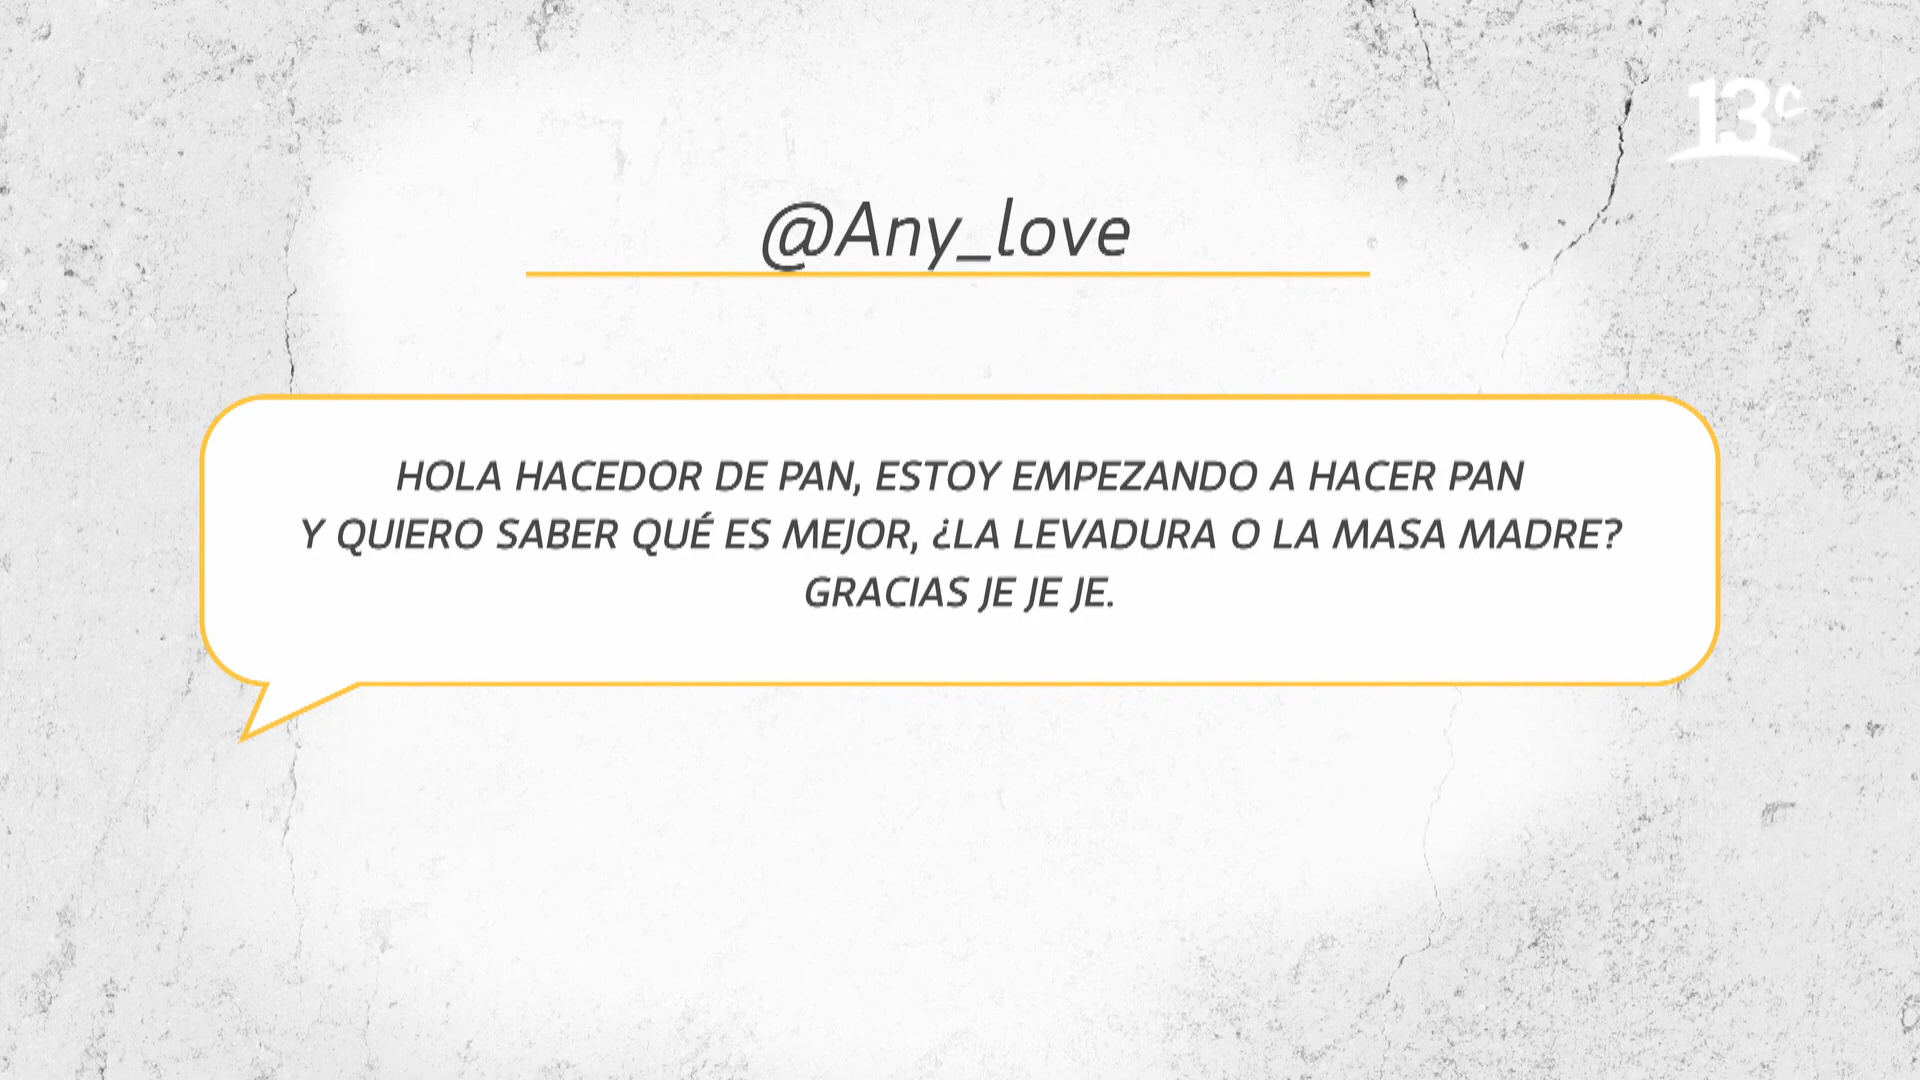 13c
@Any_love
HOLA HACEDOR DE PAN, ESTOY EMPEZANDO A HACER PAN
Y QUIERO SABER QUÉ ES MEJOR, ¿LA LEVADURA O LA MASA MADRE?
GRACIAS JE JE JE.